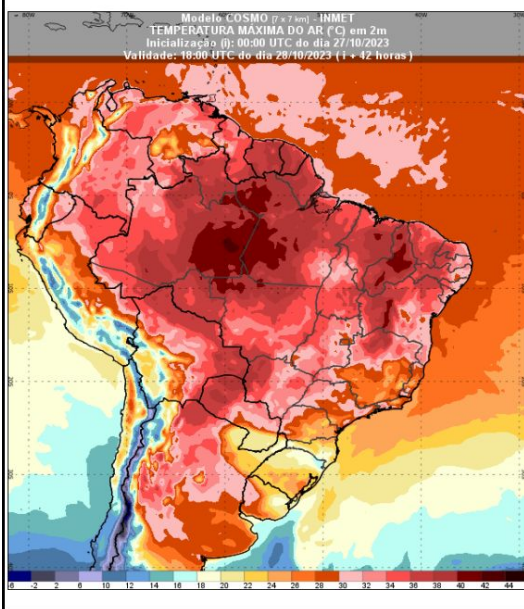 Modelo COSMO [7 x 7 km] - INMET
TEMPERATURA MÁXIMA DO AR (°C) em 2m
Inicialização (i): 00:00 UTC do dia 27/10/2023
Validade: 18:00 UTC do dia 28/10/2023 ( i + 42 horas )
-6 -2 2 6 10 12 14 16 18 20 22 24 26 28 30 32 34 36 38 40 42 44